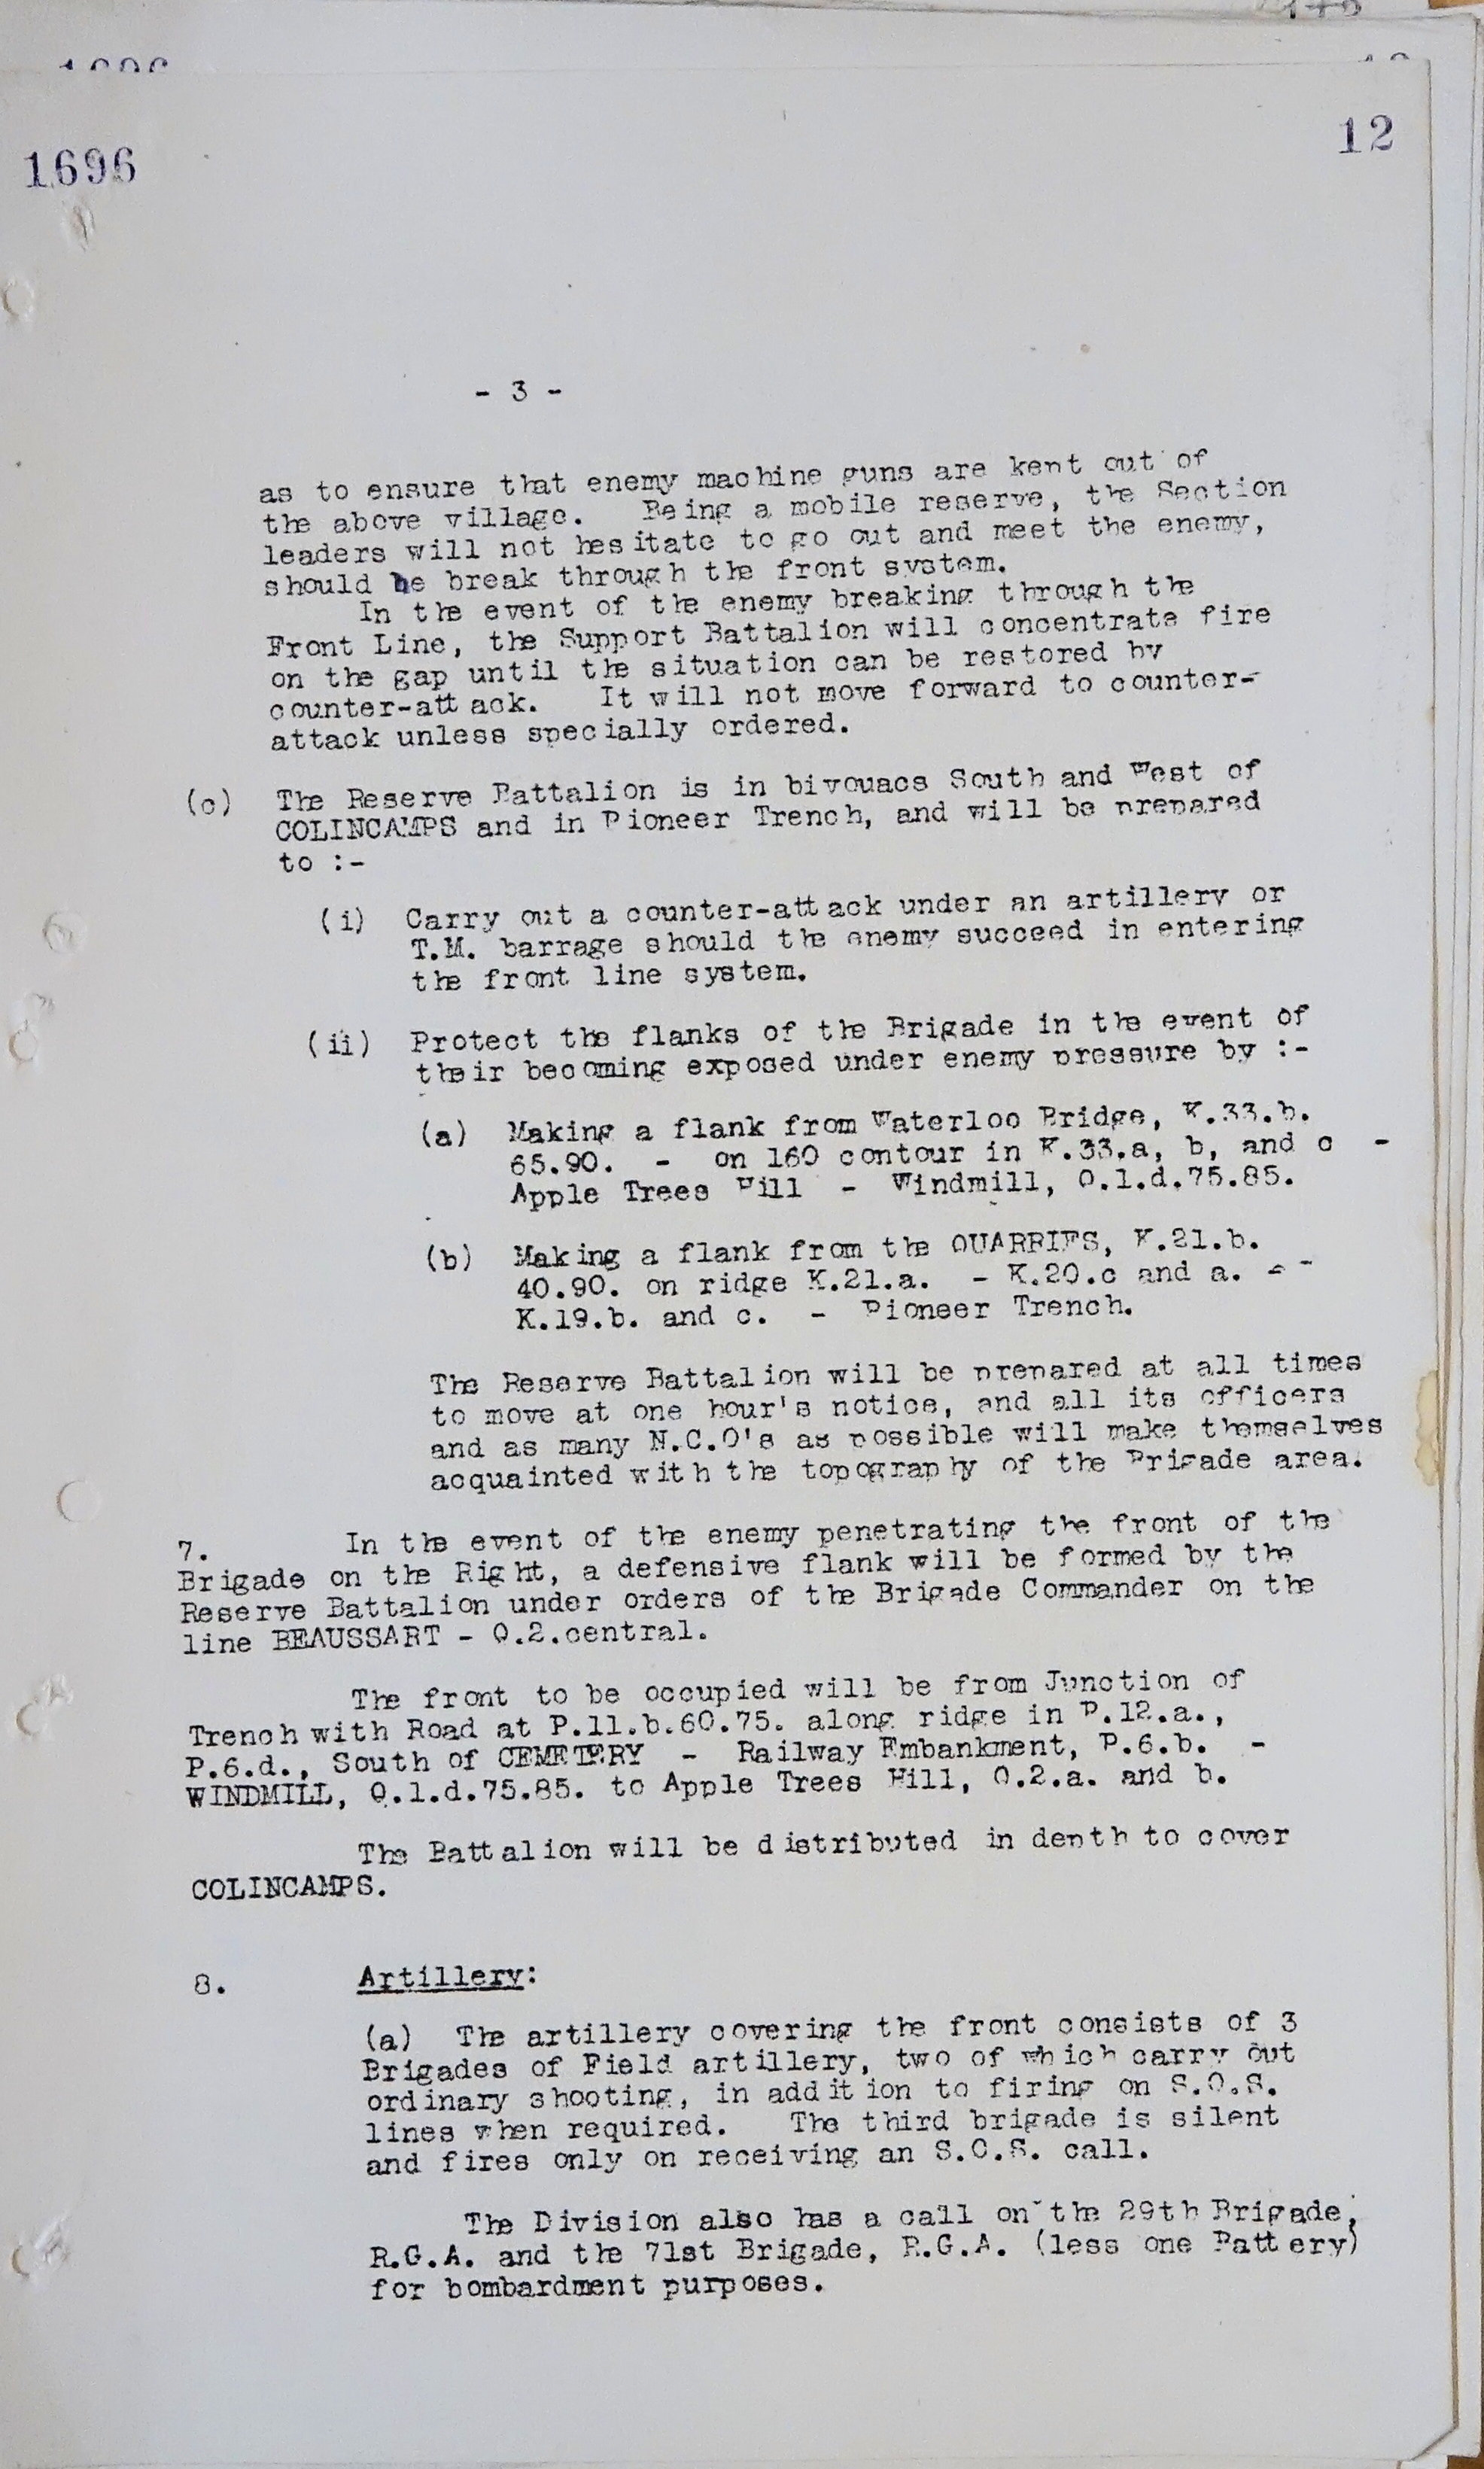 1696
12
- 3 -
as to ensure that enemy machine guns are kept out of
the above village. Being a mobile reserve, the Section
leaders will not hesitate to go out and meet the enemy,
should he break through the front system.
In the event of the enemy breaking through the
Front Line, the Support Battalion will concentrate fire
on the gap until the situation can be restored by
counter-attack. It will not move forward to counter-
attack unless specially ordered.
(c) The Reserve Battalion is in bivouacs South and West of
COLINCAMPS and in Pioneer Trench, and will be prepared
to :-
(i) Carry out a counter-attack under an artillery or
T.M. barrage should the enemy succeed in entering
the front line system.
(ii) Protect the flanks of the Brigade in the event of
their becoming exposed under enemy pressure by :-
(a) Making a flank from Waterloo Bridge, K.33.b.
65.90. - on 160 contour in K.33.a, b, and c -
Apple Trees Hill - Windmill, Q.1.d.75.85.
(b) Making a flank from the QUARRIES, K.21.b.
40.90. on ridge K.21.a. - K.20.c and a. - -
K.19.b. and c. - Pioneer Trench.
The Reserve Battalion will be prepared at all times
to move at one hour's notice, and all its officers
and as many N.C.O's as possible will make themselves
acquainted with the topography of the Brigade area.
7. In the event of the enemy penetrating the front of the
Brigade on the Right, a defensive flank will be formed by the
Reserve Battalion under orders of the Brigade Commander on the
line BEAUSSART - Q.2.central.
The front to be occupied will be from Junction of
Trench with Road at P.11.b.60.75. along ridge in P.12.a.,
P.6.d., South of CEMETERY - Railway Embankment, P.6.b. -
WINDMILL, Q.1.d.75.85. to Apple Trees Hill, Q.2.a. and b.
The Battalion will be distributed in depth to cover
COLINCAMPS.
8. Artillery:
(a) The artillery covering the front consists of 3
Brigades of Field artillery, two of which carry out
ordinary shooting, in addition to firing on S.O.S.
lines when required. The third brigade is silent
and fires only on receiving an S.O.S. call.
The Division also has a call on the 29th Brigade,
R.G.A. and the 71st Brigade, R.G.A. (less one Battery)
for bombardment purposes.